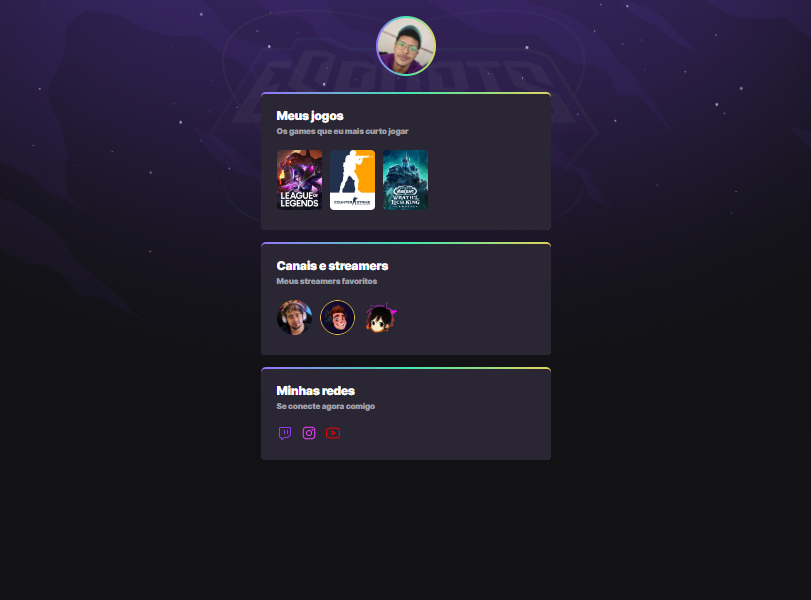 Meus jogos
Os games que eu mais curto jogar
LEAGUE OF
LEGENDS
COUNTER STRIKE
WRATH OF
LICH KING
Canais e streamers
Meus streamers favoritos
Minhas redes
Se conecte agora comigo